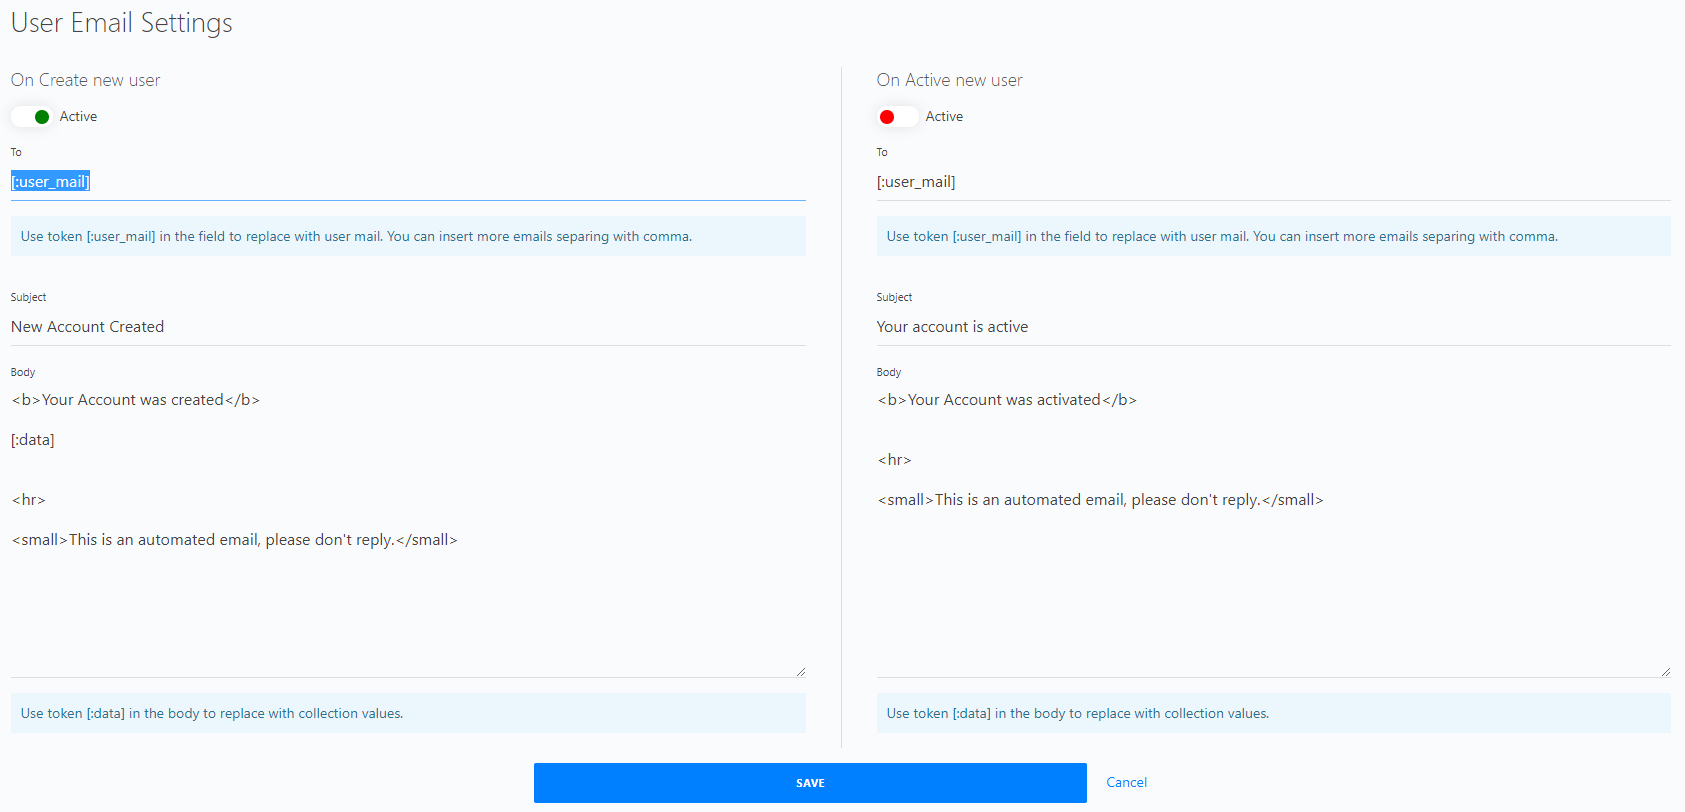 User Email Settings
On Create new user
Active
To
[:user_mail]
Use token [:user_mail] in the field to replace with user mail. You can insert more emails separing with comma.
Subject
New Account Created
Body
<b>Your Account was created</b>
[:data]
<hr>
<small>This is an automated email, please don't reply.</small>
Use token [:data] in the body to replace with collection values.
On Active new user
Active
To
[:user_mail]
Use token [:user_mail] in the field to replace with user mail. You can insert more emails separing with comma.
Subject
Your account is active
Body
<b>Your Account was activated</b>
<hr>
<small>This is an automated email, please don't reply.</small>
Use token [:data] in the body to replace with collection values.
SAVE
Cancel